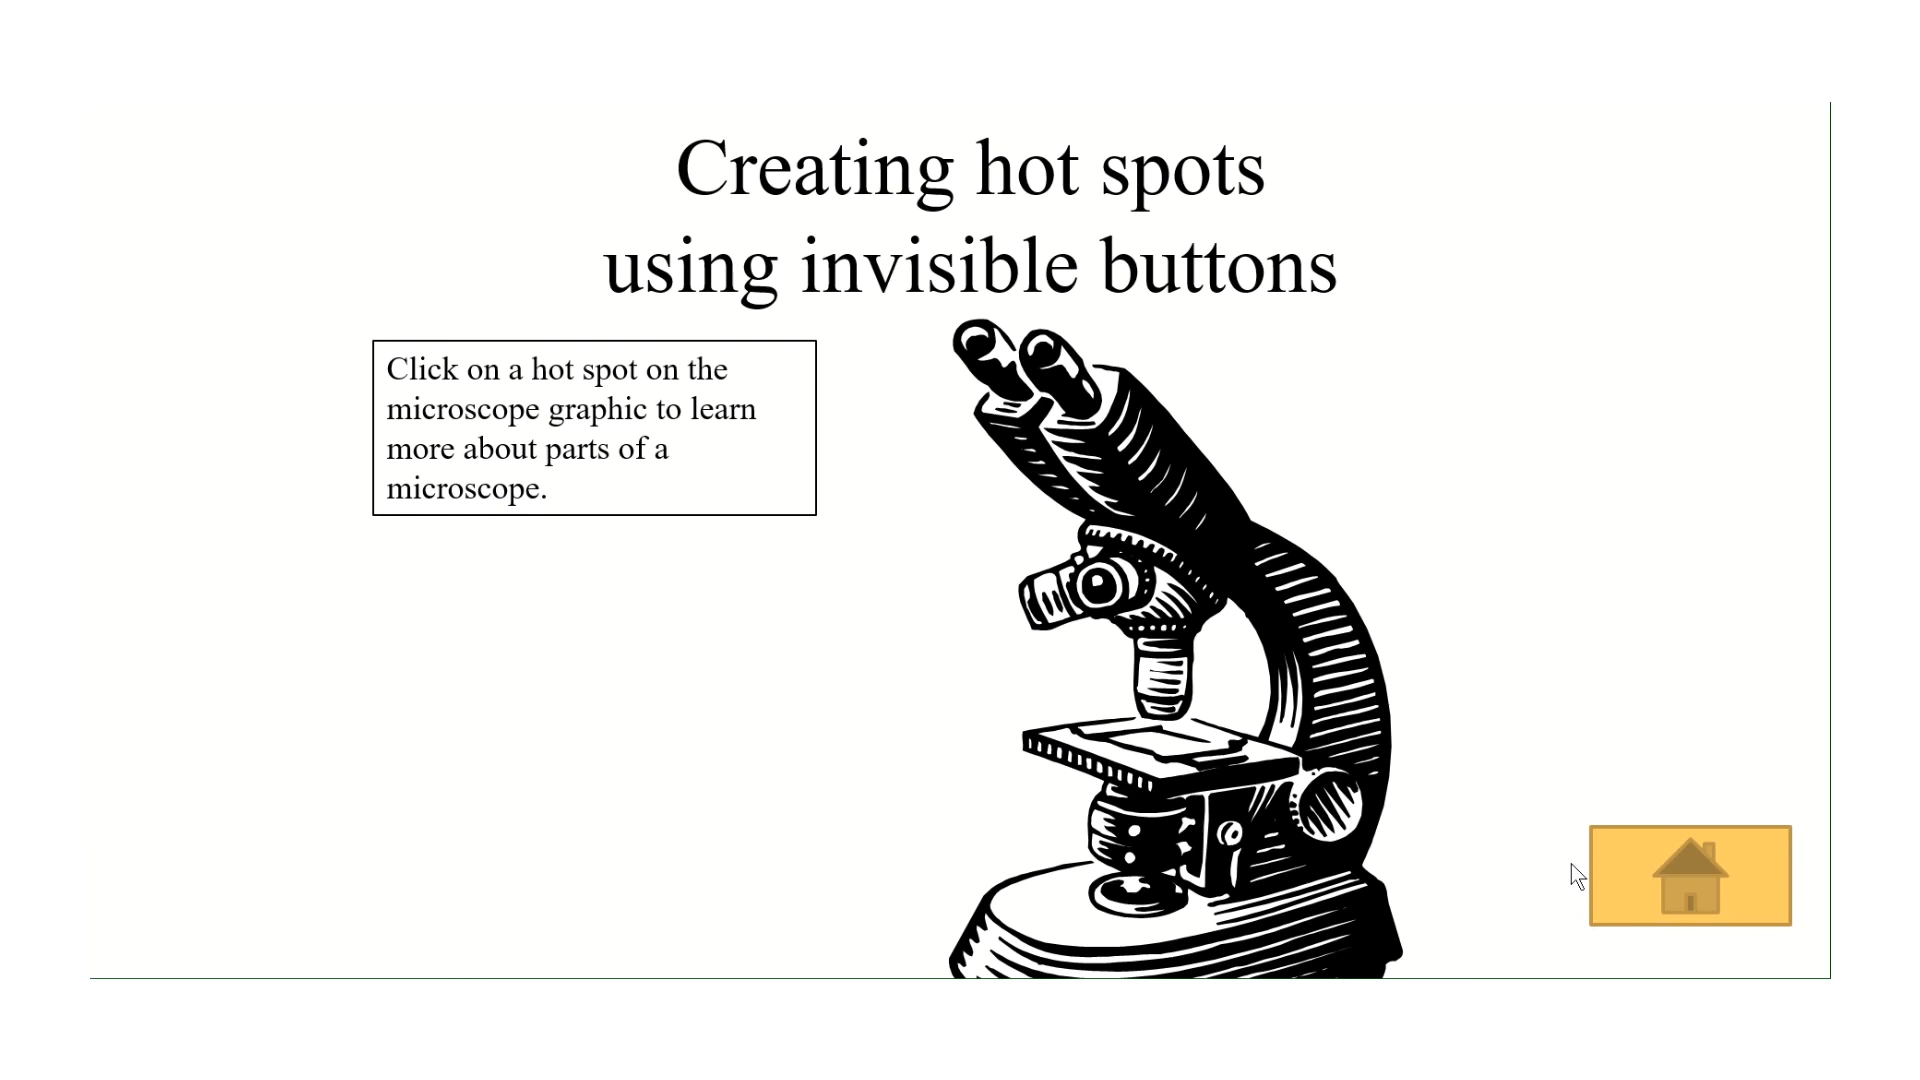 Creating hot spots
using invisible buttons
Click on a hot spot on the
microscope graphic to learn
more about parts of a
microscope.